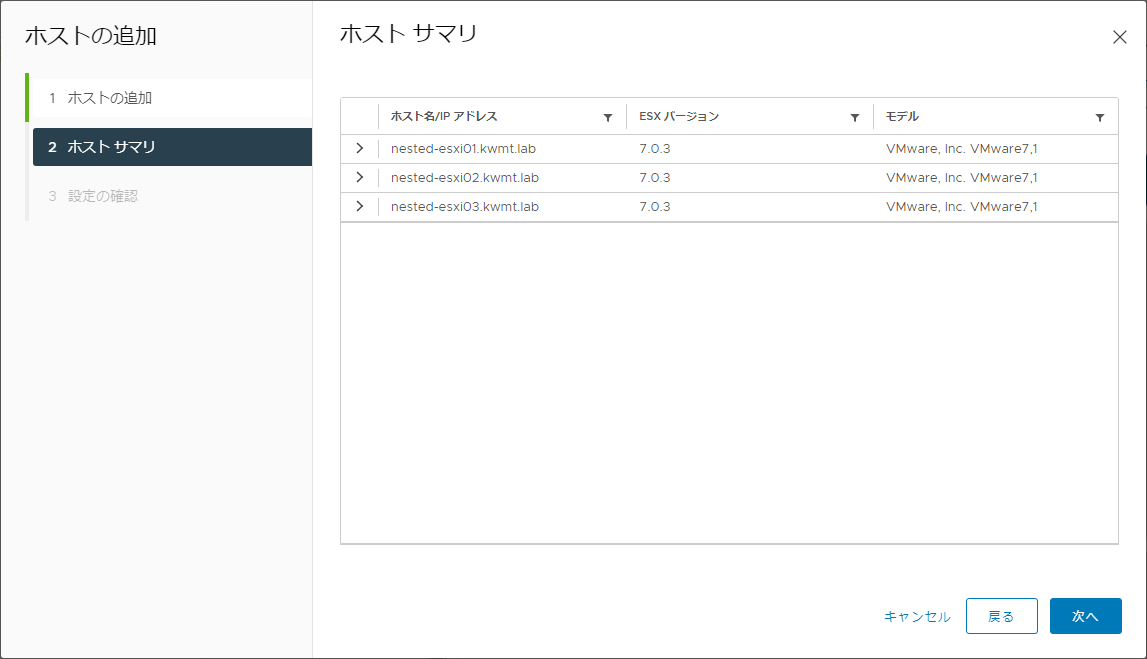 ホストの追加
1 ホストの追加
2 ホスト サマリ
3 設定の確認
ホスト サマリ
ホスト名/IP アドレス ESX バージョン モデル
nested-esxi01.kwmt.lab 7.0.3 VMware, Inc. VMware7,1
nested-esxi02.kwmt.lab 7.0.3 VMware, Inc. VMware7,1
nested-esxi03.kwmt.lab 7.0.3 VMware, Inc. VMware7,1
キャンセル 戻る 次へ